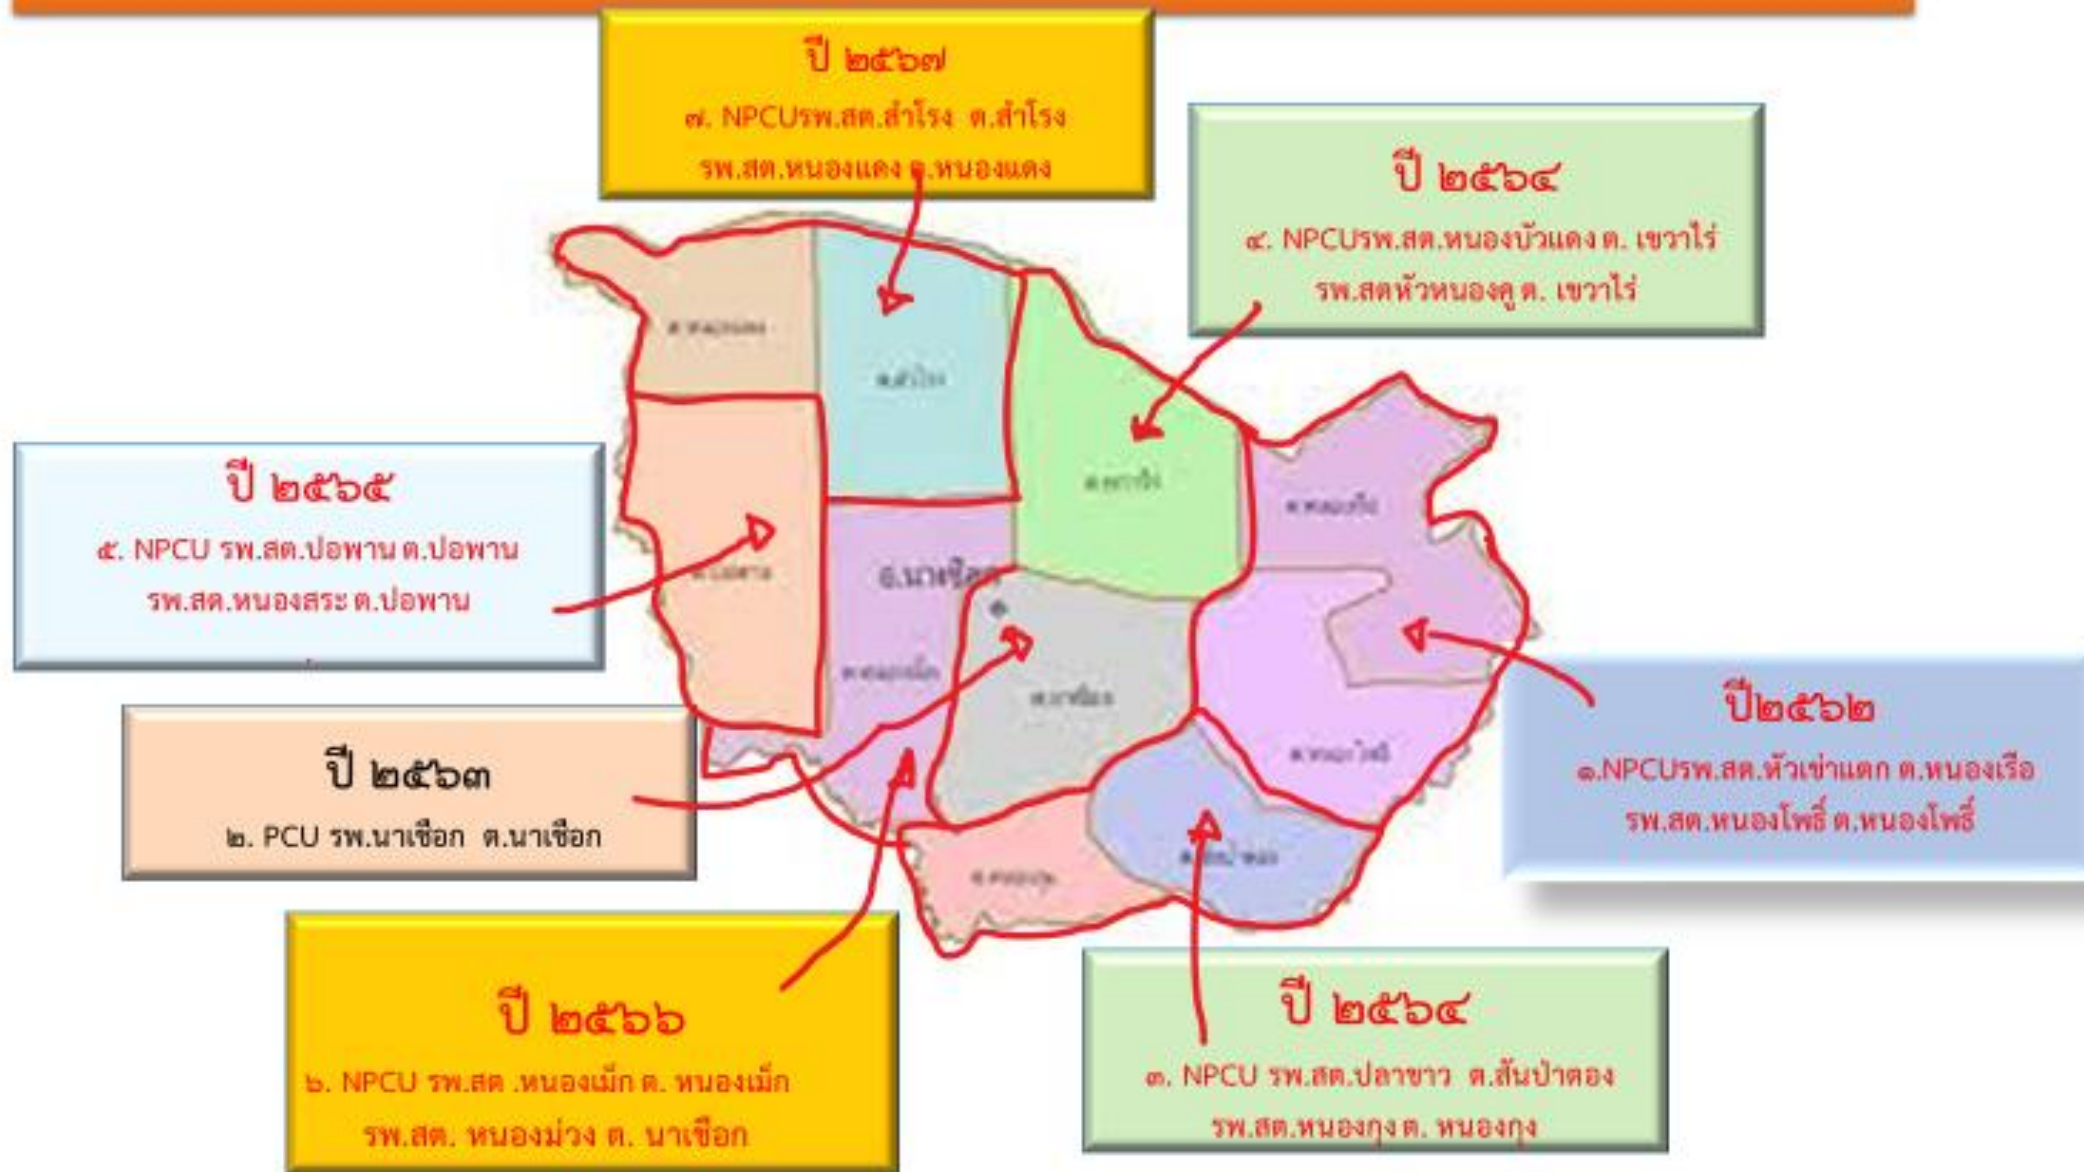 ปี ๒๕๖๗
๗. NPCUรพ.สต.สำโรง ต.สำโรง
รพ.สต.หนองแดง ต.หนองแดง
ปี ๒๕๖๔
๔. NPCUรพ.สต.หนองบัวแดง ต. เขวาไร่
รพ.สตหัวหนองคู ต. เขวาไร่
ต.สำโรง
ปี ๒๕๖๕
๕. NPCU รพ.สต.ปอพาน ต.ปอพาน
รพ.สต.หนองสระ ต.ปอพาน
อ.นาเชือก
ปี ๒๕๖๓
๒. PCU รพ.นาเชือก ต.นาเชือก
ปี๒๕๖๒
๑.NPCUรพ.สต.หัวเข่าแตก ต.หนองเรือ
รพ.สต.หนองโพธิ์ ต.หนองโพธิ์
ปี ๒๕๖๖
๖. NPCU รพ.สต .หนองเม็ก ต. หนองเม็ก
รพ.สต. หนองม่วง ต. นาเชือก
ปี ๒๕๖๔
๓. NPCU รพ.สต.ปลาขาว ต.สันป่าตอง
รพ.สต.หนองกุง ต. หนองกุง